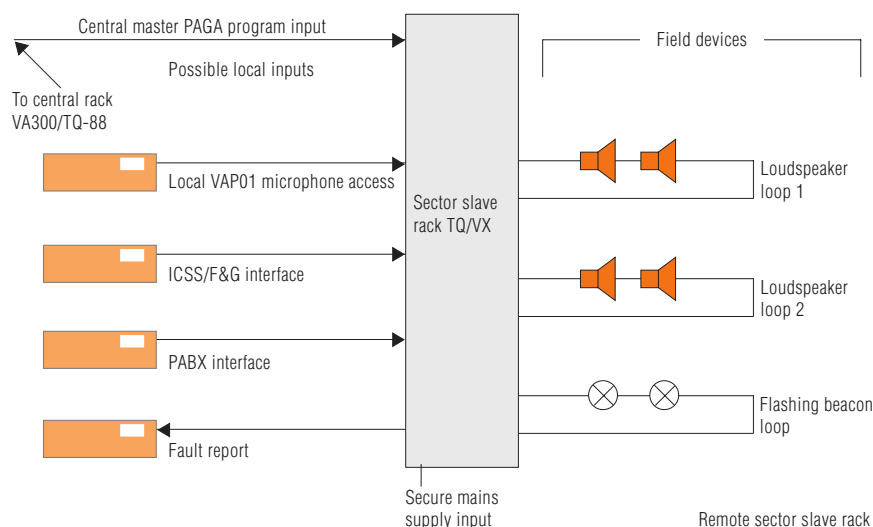 Central master PAGA program input
Possible local inputs
To central rack
VA300/TQ-88
Local VAP01 microphone access
ICSS/F&G interface
PABX interface
Fault report
Sector slave
rack TQ/VX
Secure mains
supply input
Field devices
Loudspeaker
loop 1
Loudspeaker
loop 2
Flashing beacon
loop
Remote sector slave rack